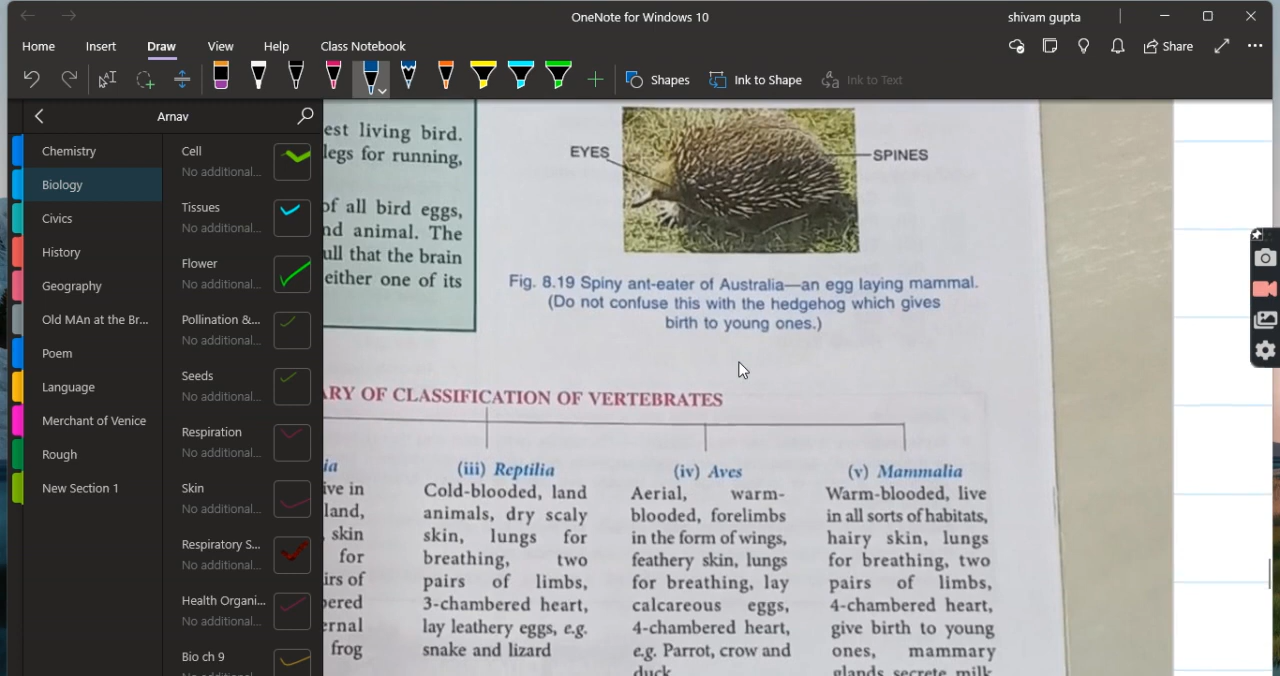 OneNote for Windows 10
shivam gupta
Home
Insert
Draw
View
Help
Class Notebook
Share
Shapes
Ink to Shape
Ink to Text
Arnav
Chemistry
Biology
Civics
History
Geography
Old MAn at the Br...
Poem
Language
Merchant of Venice
Rough
New Section 1
Cell
No additional...
Tissues
No additional...
Flower
No additional...
Pollination &...
No additional...
Seeds
No additional...
Respiration
No additional...
Skin
No additional...
Respiratory S...
No additional...
Health Organi...
No additional...
Bio ch 9
No additional...
est living bird.
legs for running,
of all bird eggs,
nd animal. The
ull that the brain
either one of its
EYES
SPINES
Fig. 8.19 Spiny ant-eater of Australia—an egg laying mammal.
(Do not confuse this with the hedgehog which gives
birth to young ones.)
ARY OF CLASSIFICATION OF VERTEBRATES
ia
ive in
land,
skin
for
irs of
bered
ernal
frog
(iii) Reptilia
Cold-blooded, land
animals, dry scaly
skin, lungs for
breathing, two
pairs of limbs,
3-chambered heart,
lay leathery eggs, e.g.
snake and lizard
(iv) Aves
Aerial, warm-
blooded, forelimbs
in the form of wings,
feathery skin, lungs
for breathing, lay
calcareous eggs,
4-chambered heart,
e.g. Parrot, crow and
duck
(v) Mammalia
Warm-blooded, live
in all sorts of habitats,
hairy skin, lungs
for breathing, two
pairs of limbs,
4-chambered heart,
give birth to young
ones, mammary
glands secrete milk